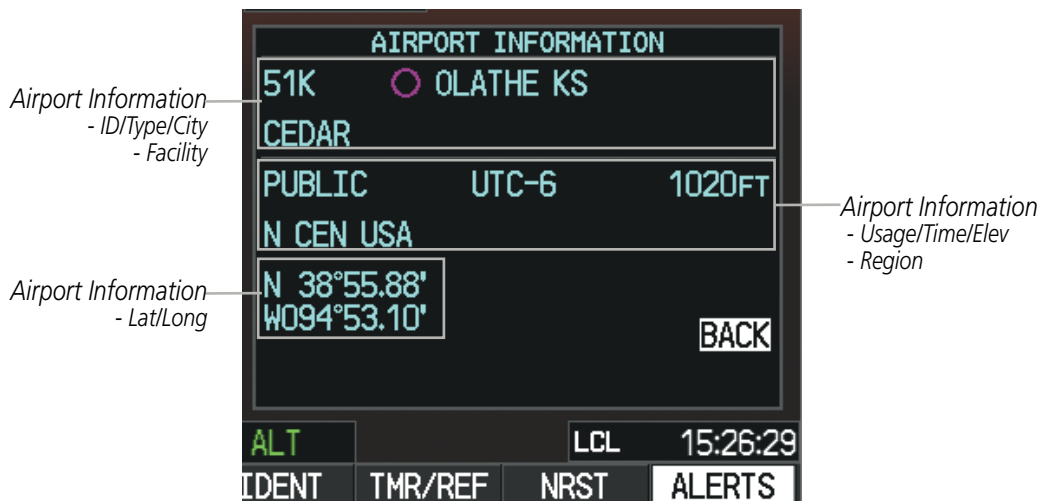 AIRPORT INFORMATION
51K OLATHE KS
CEDAR
PUBLIC UTC-6 1020FT
N CEN USA
N 38°55.88'
W094°53.10'
BACK
ALT LCL 15:26:29
IDENT TMR/REF NRST ALERTS
Airport Information
- ID/Type/City
- Facility
Airport Information
- Usage/Time/Elev
- Region
Airport Information
- Lat/Long